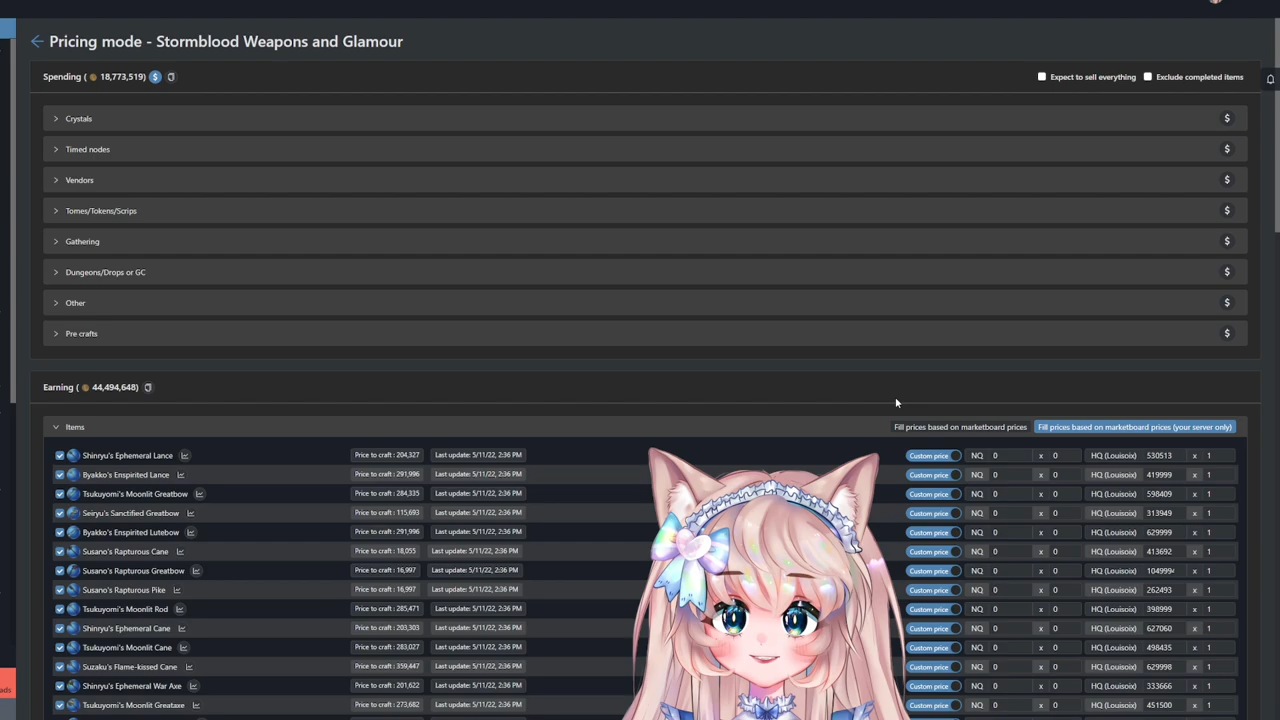 Pricing mode - Stormblood Weapons and Glamour
Spending ( 18,773,519) $
Expect to sell everything Exclude completed items
Crystals $
Timed nodes $
Vendors $
Tomes/Tokens/Scrips $
Gathering $
Dungeons/Drops or GC $
Other $
Pre crafts $
Earning ( 44,494,648)
Items Fill prices based on marketboard prices Fill prices based on marketboard prices (your server only)
Shinryu's Ephemeral Lance Price to craft : 204,327 Last update: 5/11/22, 2:36 PM Custom price NQ 0 x 0 HQ (Louisoix) 530513 x 1
Byakko's Enspirited Lance Price to craft : 291,996 Last update: 5/11/22, 2:36 PM Custom price NQ 0 x 0 HQ (Louisoix) 419999 x 1
Tsukuyomi's Moonlit Greatbow Price to craft : 284,335 Last update: 5/11/22, 2:36 PM Custom price NQ 0 x 0 HQ (Louisoix) 598409 x 1
Seiryu's Sanctified Greatbow Price to craft : 115,693 Last update: 5/11/22, 2:36 PM Custom price NQ 0 x 0 HQ (Louisoix) 313949 x 1
Byakko's Enspirited Lutebow Price to craft : 291,996 Last update: 5/11/22, 2:36 PM Custom price NQ 0 x 0 HQ (Louisoix) 629999 x 1
Susano's Rapturous Cane Price to craft : 18,055 Last update: 5/11/22, 2:36 PM Custom price NQ 0 x 0 HQ (Louisoix) 413692 x 1
Susano's Rapturous Greatbow Price to craft : 16,997 Last update: 5/11/22, 2:36 PM Custom price NQ 0 x 0 HQ (Louisoix) x 1
Susano's Rapturous Pike Price to craft : 16,997 Last update: 5/11/22, 2:36 PM Custom price NQ 0 x 0 HQ (Louisoix) 262493 x 1
Tsukuyomi's Moonlit Rod Price to craft : 285,471 Last update: 5/11/22, 2:36 PM Custom price NQ 0 x 0 HQ (Louisoix) 398999 x 1
Shinryu's Ephemeral Cane Price to craft : 203,303 Last update: 5/11/22, 2:36 PM Custom price NQ 0 x 0 HQ (Louisoix) 627060 x 1
Tsukuyomi's Moonlit Cane Price to craft : 283,027 Last update: 5/11/22, 2:36 PM Custom price NQ 0 x 0 HQ (Louisoix) 498435 x 1
Suzaku's Flame-kissed Cane Price to craft : 359,447 Last update: 5/11/22, 2:36 PM Custom price NQ 0 x 0 HQ (Louisoix) 629998 x 1
Shinryu's Ephemeral War Axe Price to craft : 201,622 Last update: 5/11/22, 2:36 PM Custom price NQ 0 x 0 HQ (Louisoix) 333666 x 1
Tsukuyomi's Moonlit Greataxe Price to craft : 273,682 Last update: 5/11/22, 2:36 PM Custom price NQ 0 x 0 HQ (Louisoix) 451500 x 1